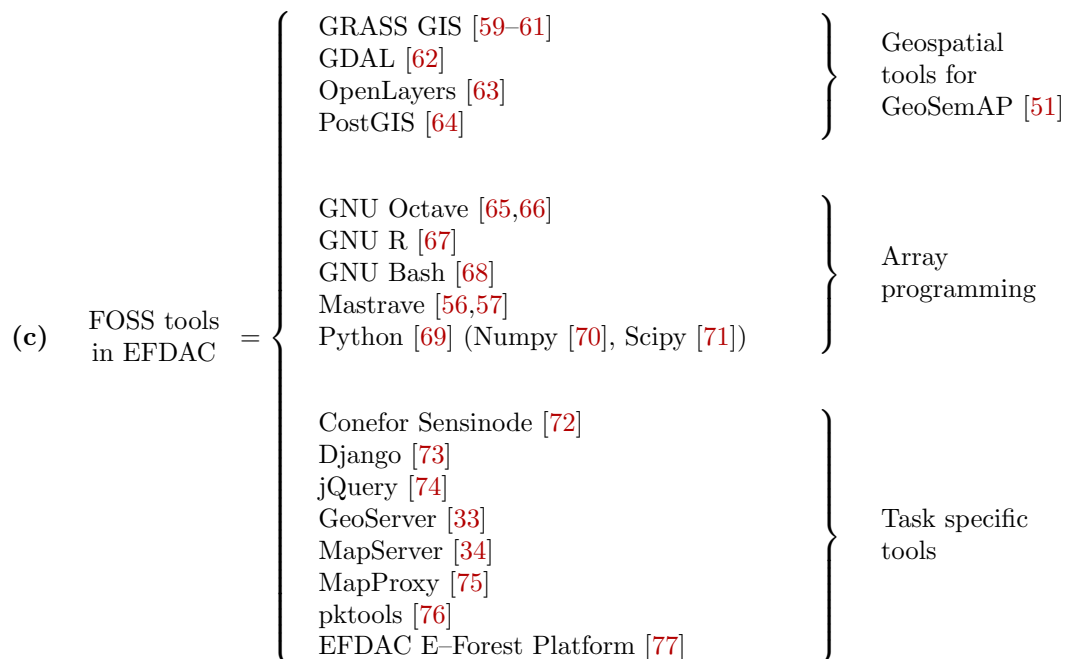 GRASS GIS [59–61]
GDAL [62]
OpenLayers [63]
PostGIS [64]
Geospatial
tools for
GeoSemAP [51]
GNU Octave [65,66]
GNU R [67]
GNU Bash [68]
Mastrave [56,57]
Python [69] (Numpy [70], Scipy [71])
Array
programming
(c) FOSS tools
in EFDAC =
Conefor Sensinode [72]
Django [73]
jQuery [74]
GeoServer [33]
MapServer [34]
MapProxy [75]
pktools [76]
EFDAC E–Forest Platform [77]
Task specific
tools